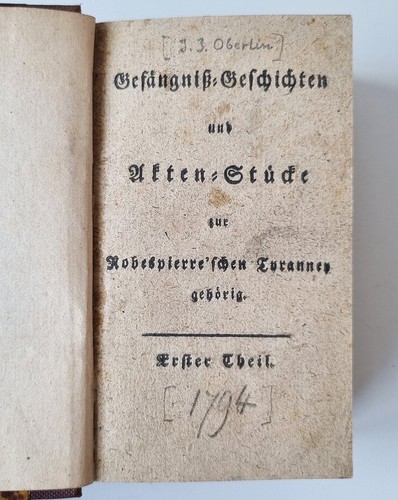 [J. J. Oberlin]
Gefängniß-Geschichten
und
Akten-Stücke
zur
Robespierre'schen Tyranney
gehörig.
Erster Theil.
[1794]